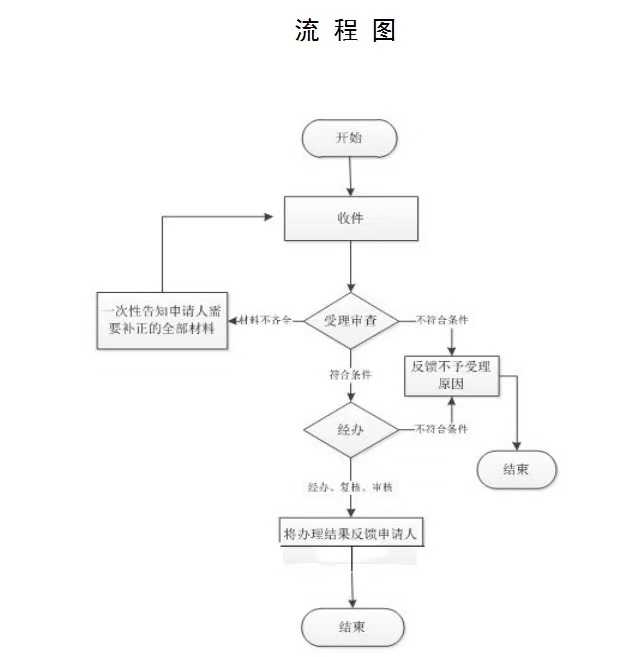 流 程 图
开始
收件
一次性告知申请人需
要补正的全部材料
材料不齐全
受理审查
不符合条件
反馈不予受理
原因
符合条件
经办
不符合条件
结束
经办、复核、审核
将办理结果反馈申请人
结束